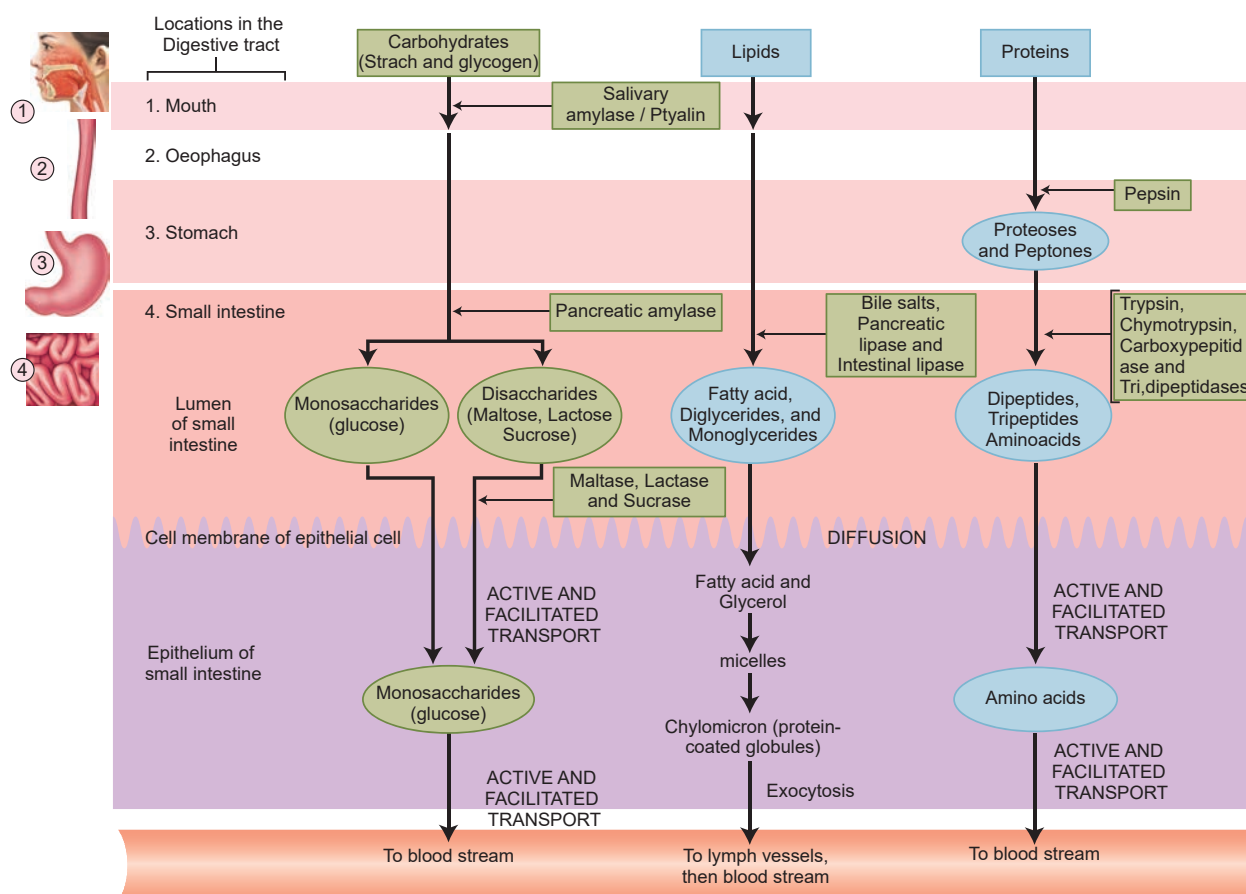 Locations in the
Digestive tract
Carbohydrates
(Strach and glycogen)
Lipids
Proteins
1
1. Mouth
Salivary
amylase / Ptyalin
2
2. Oeophagus
3
3. Stomach
Pepsin
Proteoses
and Peptones
4
4. Small intestine
Pancreatic amylase
Bile salts,
Pancreatic
lipase and
Intestinal lipase
Trypsin,
Chymotrypsin,
Carboxypepitid
ase and
Tri,dipeptidases
Lumen
of small
intestine
Monosaccharides
(glucose)
Disaccharides
(Maltose, Lactose
Sucrose)
Fatty acid,
Diglycerides, and
Monoglycerides
Dipeptides,
Tripeptides
Aminoacids
Maltase, Lactase
and Sucrase
Cell membrane of epithelial cell
DIFFUSION
Epithelium of
small intestine
ACTIVE AND
FACILITATED
TRANSPORT
Fatty acid and
Glycerol
ACTIVE AND
FACILITATED
TRANSPORT
micelles
Monosaccharides
(glucose)
Chylomicron (protein-
coated globules)
Amino acids
ACTIVE AND
FACILITATED
TRANSPORT
Exocytosis
ACTIVE AND
FACILITATED
TRANSPORT
To blood stream
To lymph vessels,
then blood stream
To blood stream